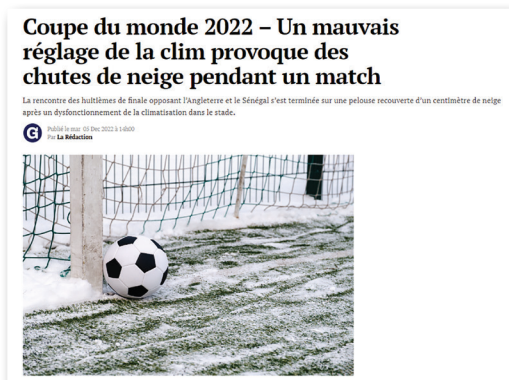 Coupe du monde 2022 – Un mauvais
réglage de la clim provoque des
chutes de neige pendant un match
La rencontre des huitièmes de finale opposant l'Angleterre et le Sénégal s'est terminée sur une pelouse recouverte d'un centimètre de neige
après un dysfonctionnement de la climatisation dans le stade.
G
Publié le mar 05 Dec 2022 à 14h00
Par La Rédaction